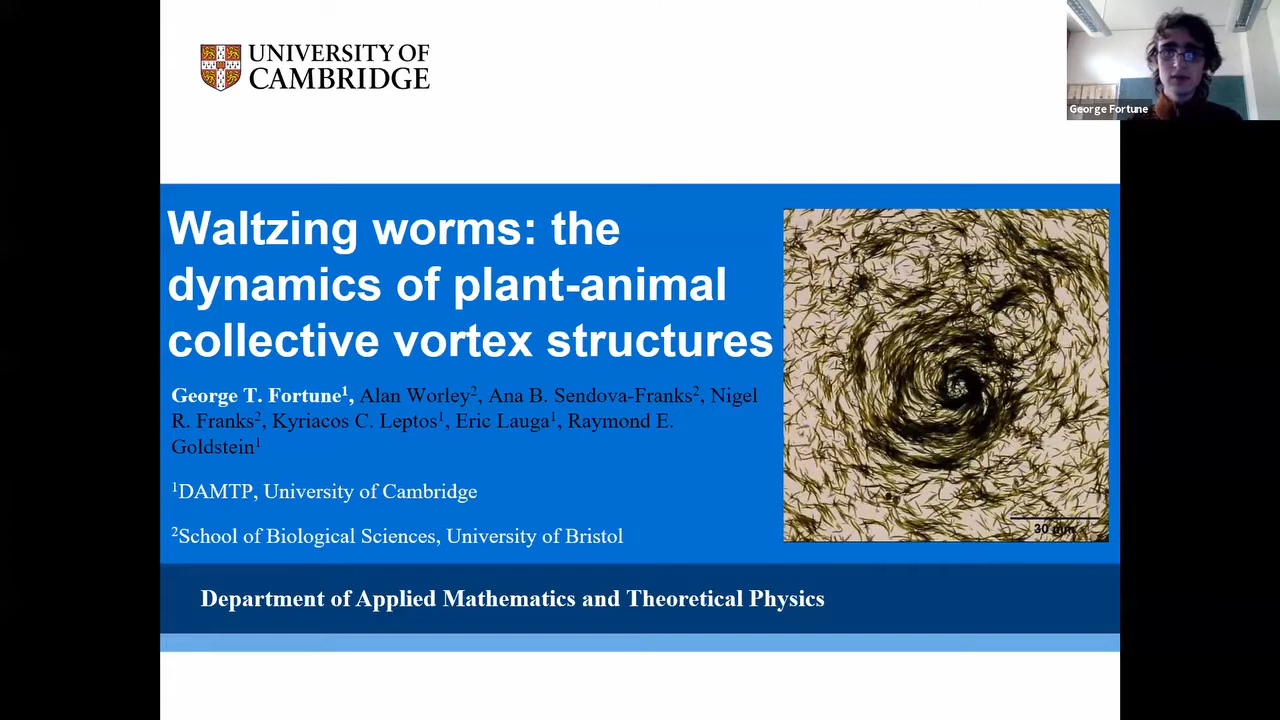 UNIVERSITY OF
CAMBRIDGE
George Fortune
Waltzing worms: the
dynamics of plant-animal
collective vortex structures
George T. Fortune¹, Alan Worley², Ana B. Sendova-Franks², Nigel
R. Franks², Kyriacos C. Leptos¹, Eric Lauga¹, Raymond E.
Goldstein¹
¹DAMTP, University of Cambridge
²School of Biological Sciences, University of Bristol
30 mm
Department of Applied Mathematics and Theoretical Physics